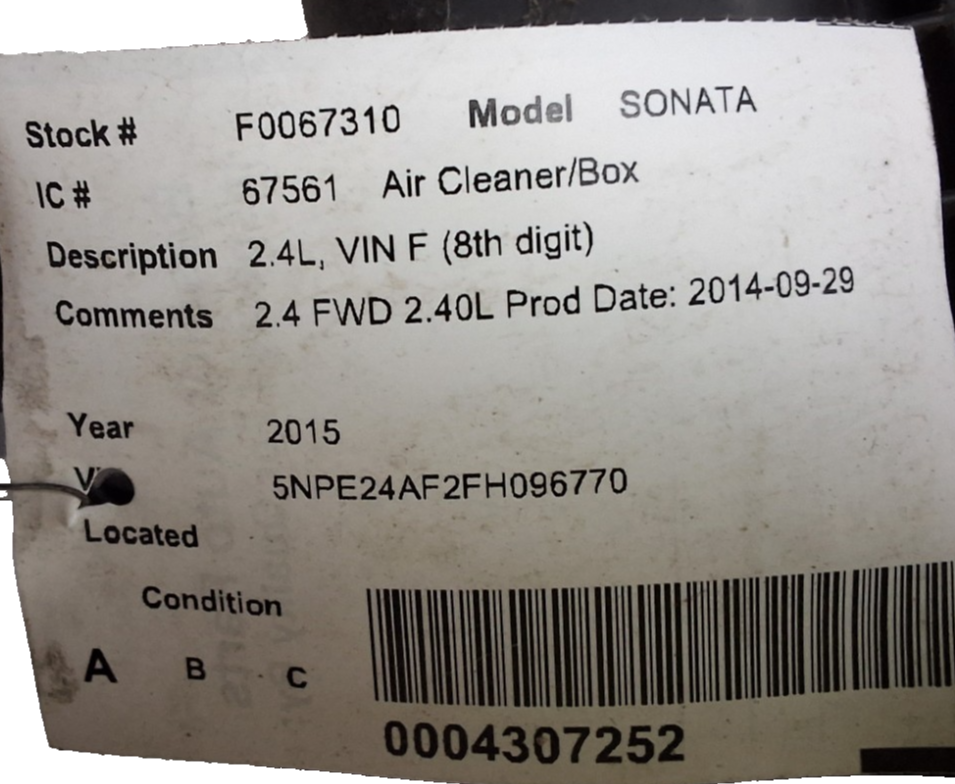 Stock # F0067310 Model SONATA
IC # 67561 Air Cleaner/Box
Description 2.4L, VIN F (8th digit)
Comments 2.4 FWD 2.40L Prod Date: 2014-09-29
Year 2015
5NPE24AF2FH096770
Located
Condition
A B C
0004307252